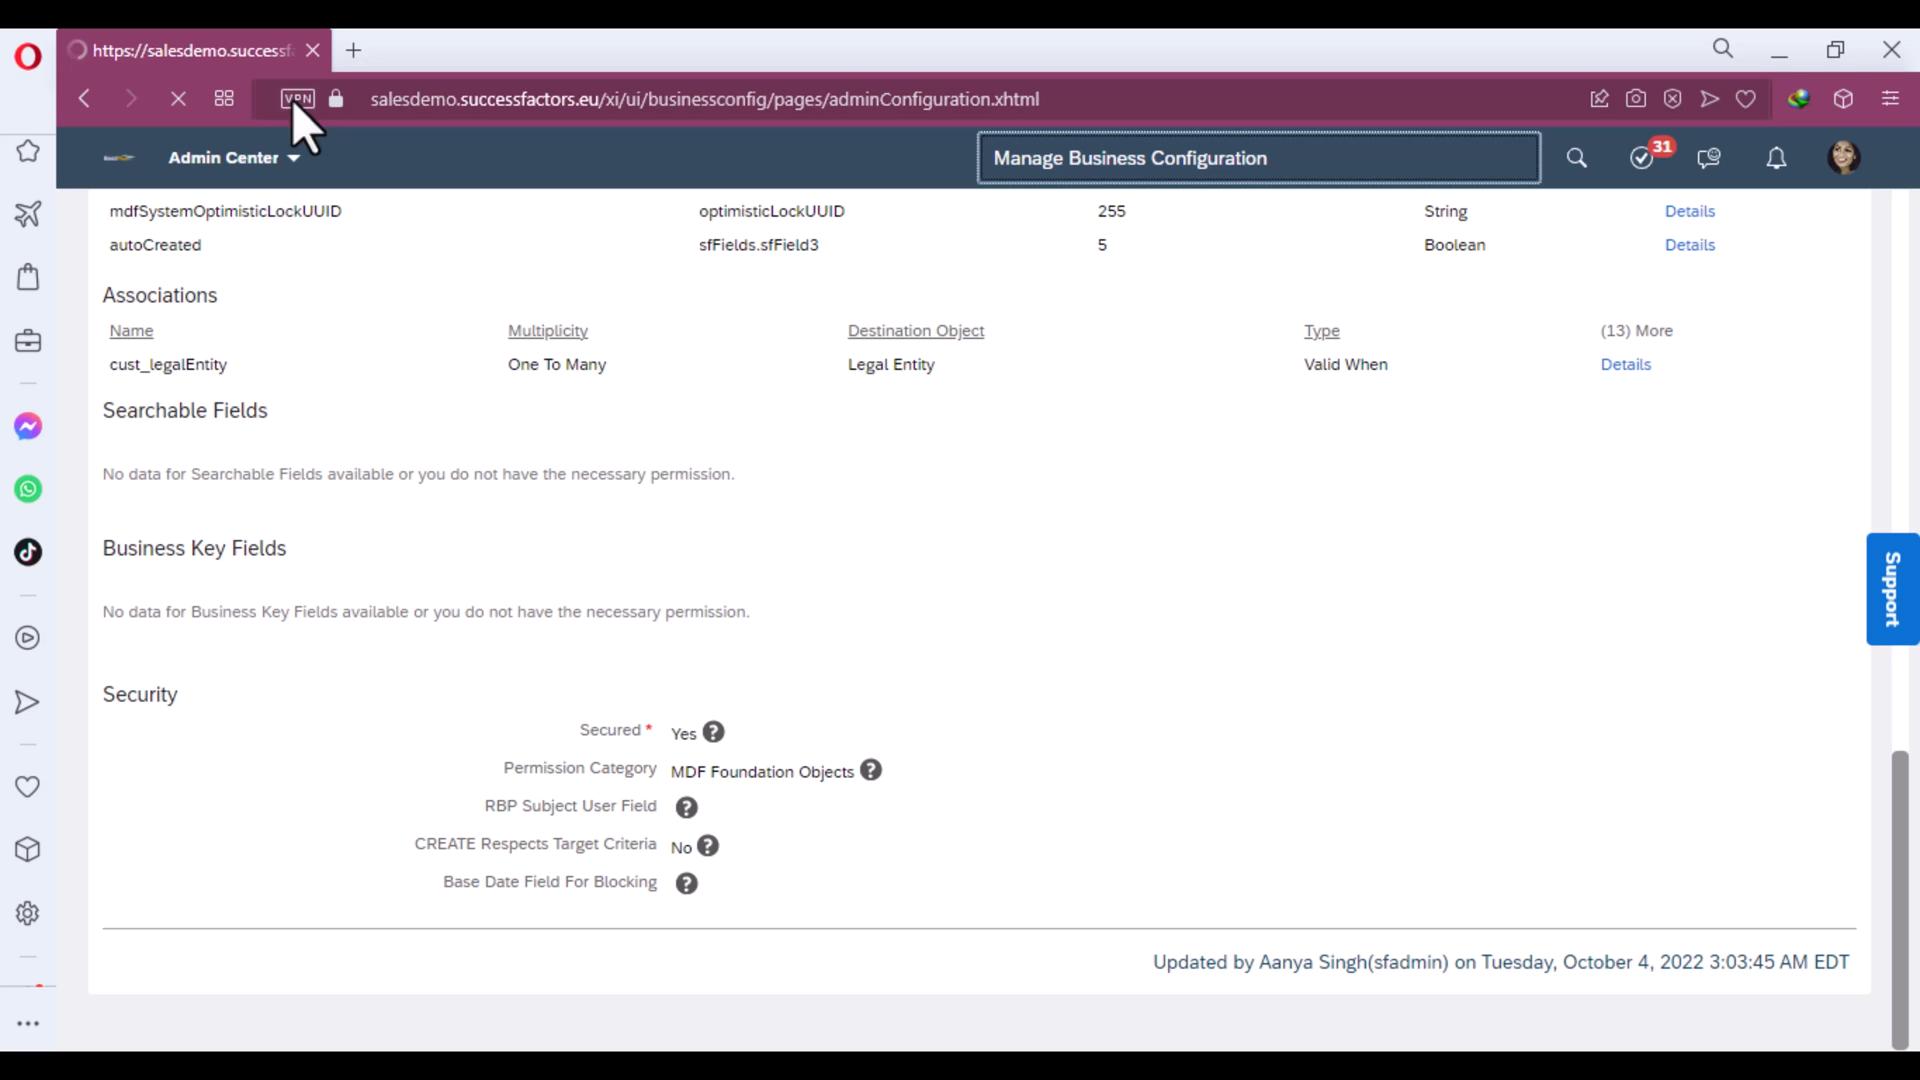 https://salesdemo.successf
VPN
salesdemo.successfactors.eu/xi/ui/businessconfig/pages/adminConfiguration.xhtml
Admin Center
Manage Business Configuration
31
mdfSystemOptimisticLockUUID optimisticLockUUID 255 String Details
autoCreated sfFields.sfField3 5 Boolean Details
Associations
Name Multiplicity Destination Object Type (13) More
cust_legalEntity One To Many Legal Entity Valid When Details
Searchable Fields
No data for Searchable Fields available or you do not have the necessary permission.
Business Key Fields
No data for Business Key Fields available or you do not have the necessary permission.
Support
Security
Secured * Yes ?
Permission Category MDF Foundation Objects ?
RBP Subject User Field ?
CREATE Respects Target Criteria No ?
Base Date Field For Blocking ?
Updated by Aanya Singh(sfadmin) on Tuesday, October 4, 2022 3:03:45 AM EDT